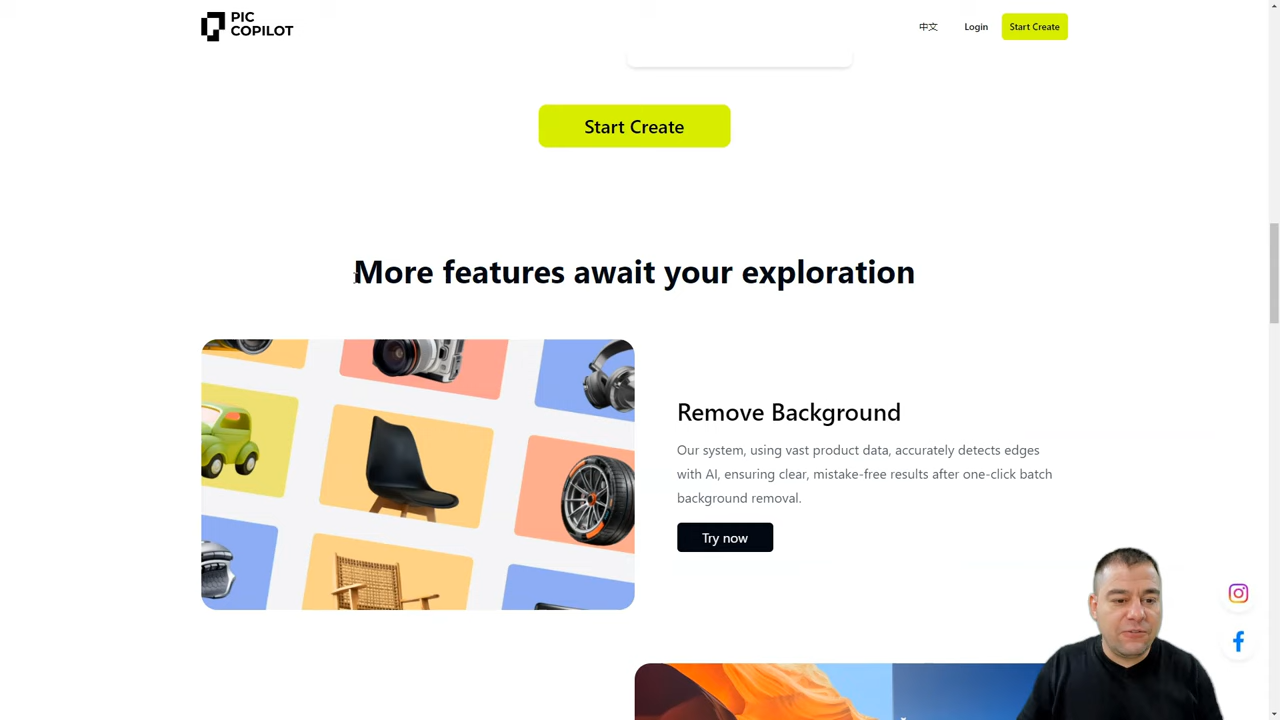 PIC
COPILOT
中文
Login
Start Create
Start Create
More features await your exploration
Remove Background
Our system, using vast product data, accurately detects edges
with AI, ensuring clear, mistake-free results after one-click batch
background removal.
Try now